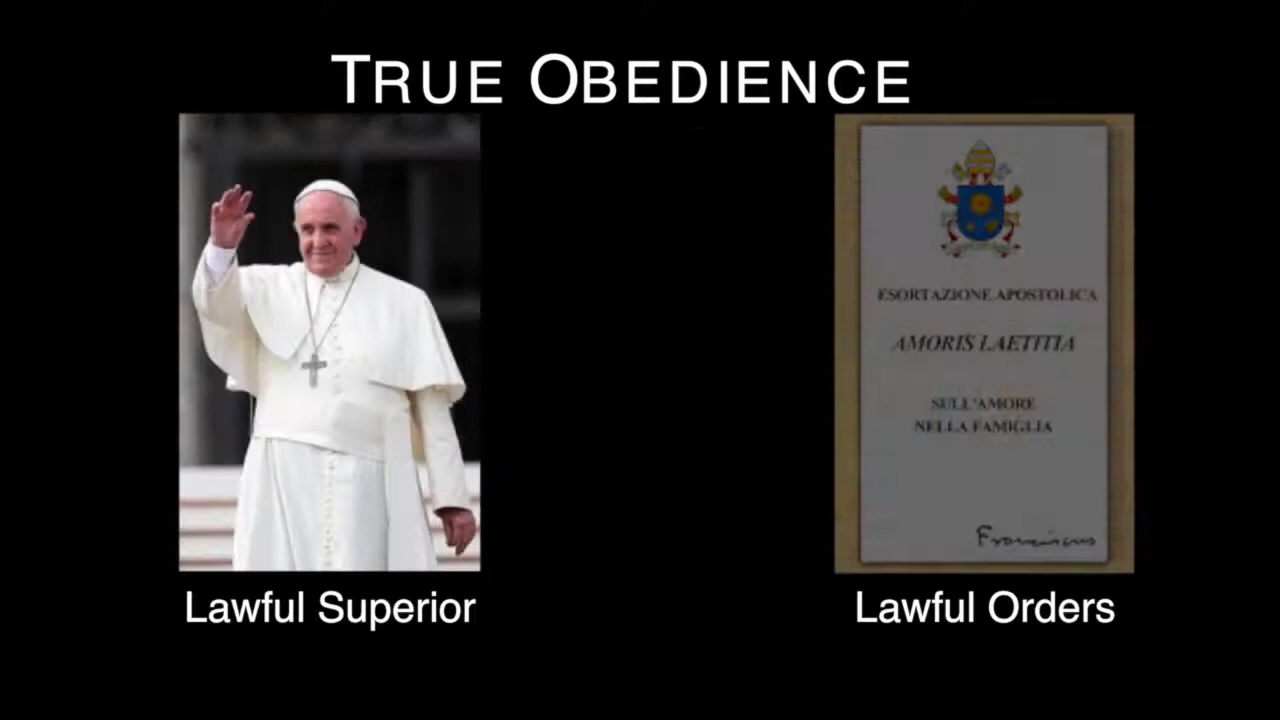 TRUE OBEDIENCE
ESORTAZIONE APOSTOLICA
AMORIS LAETITIA
SULL'AMORE
NELLA FAMIGLIA
Franciscus
Lawful Superior
Lawful Orders